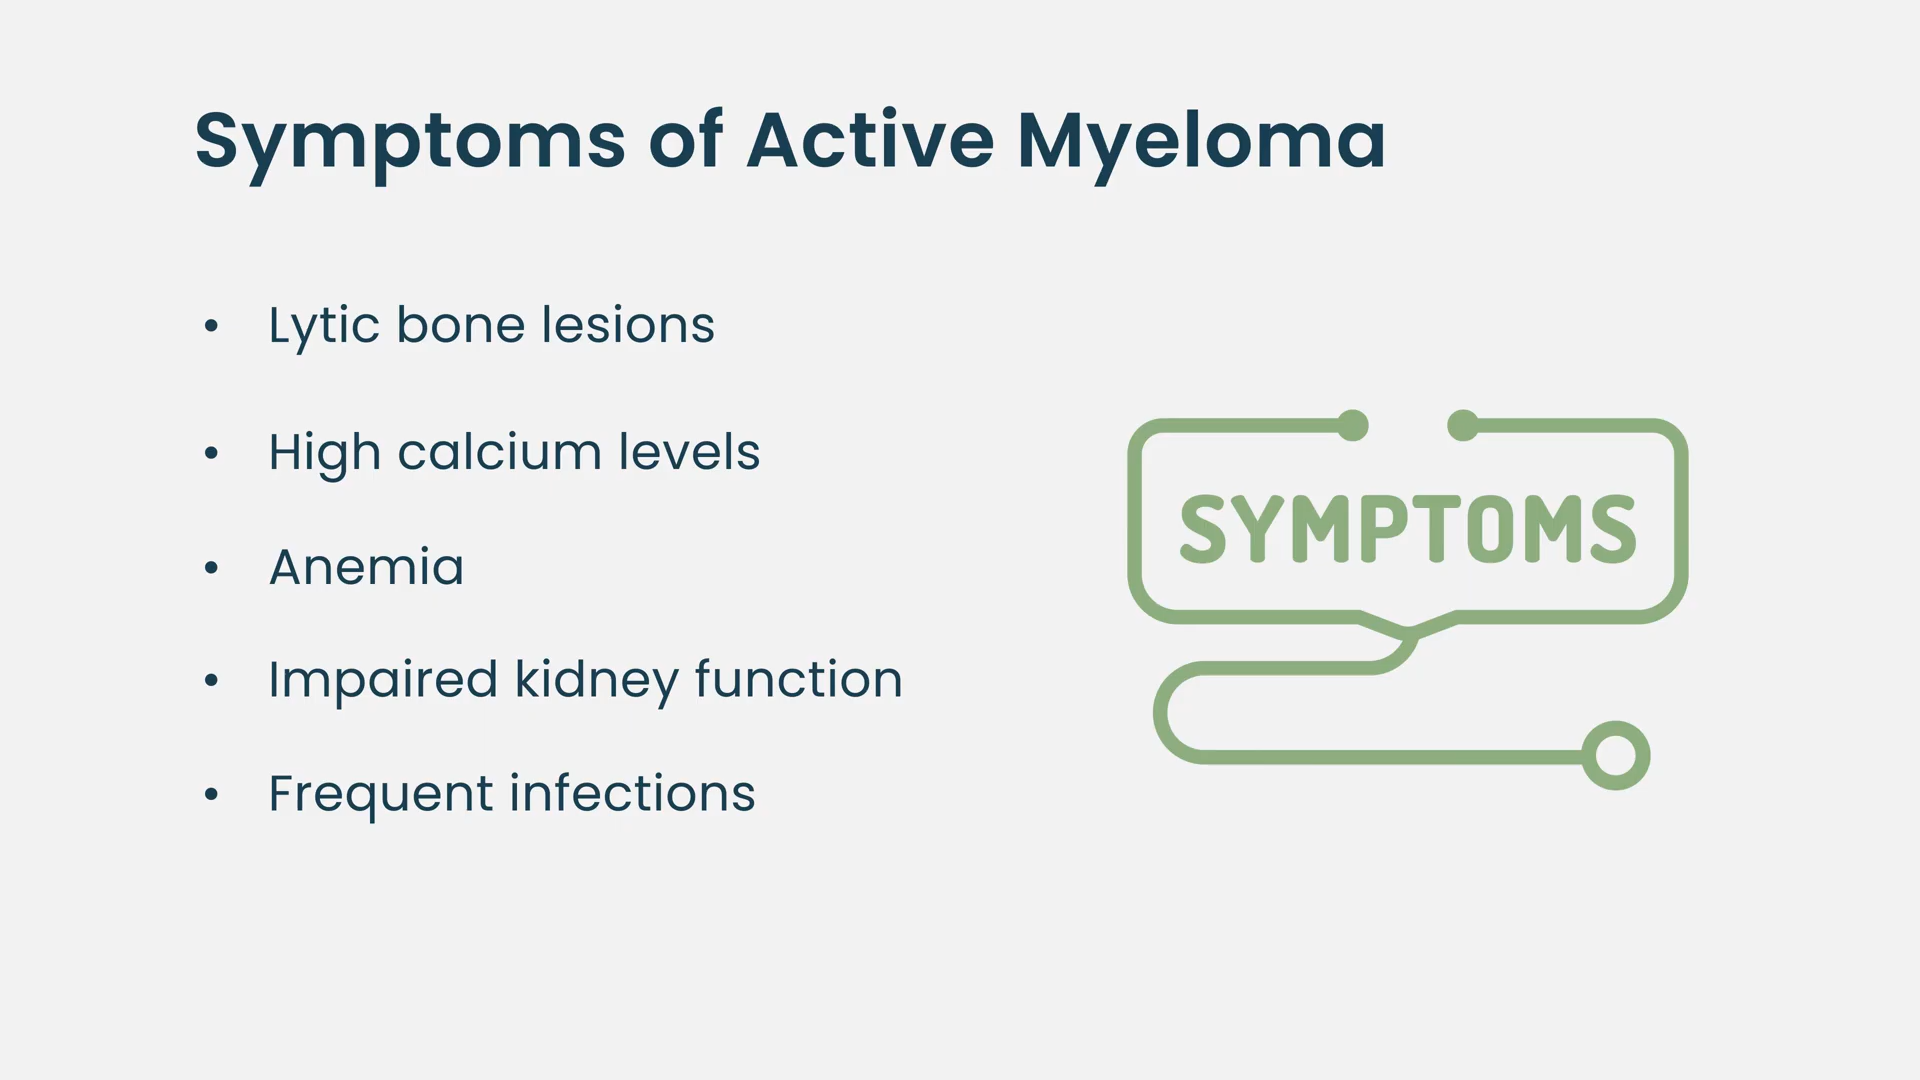 Symptoms of Active Myeloma
• Lytic bone lesions
• High calcium levels
• Anemia
• Impaired kidney function
• Frequent infections
SYMPTOMS